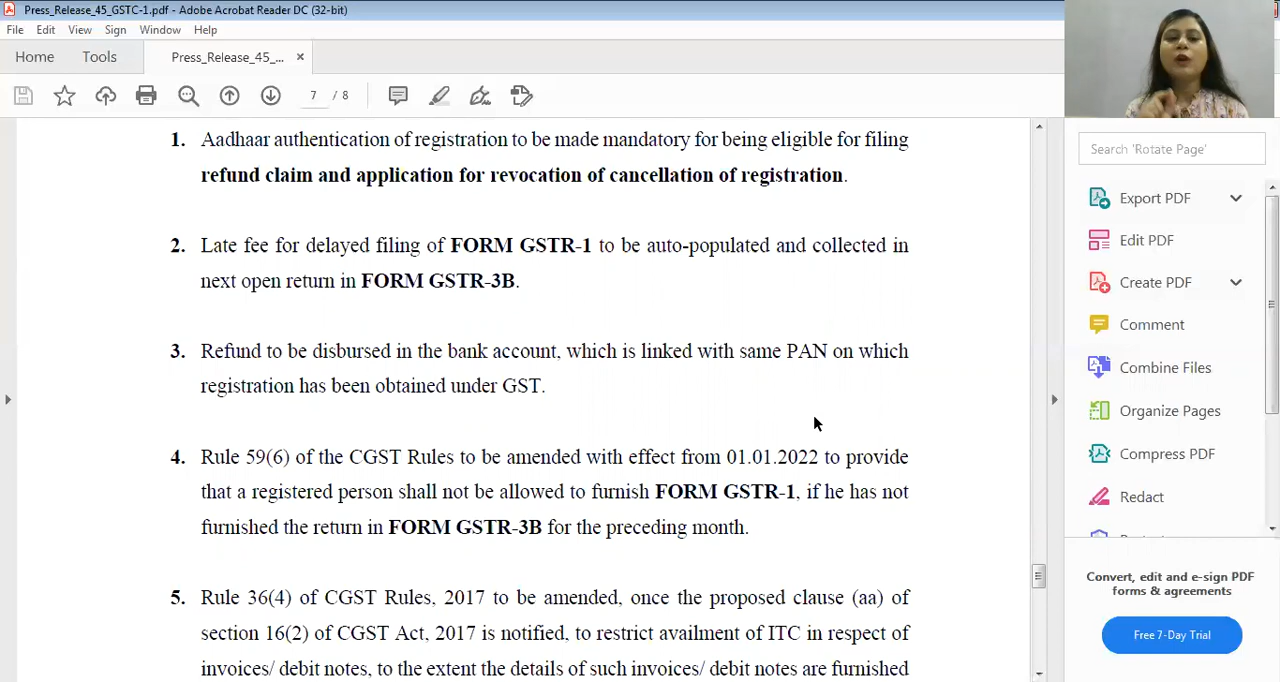 Press_Release_45_GSTC-1.pdf - Adobe Acrobat Reader DC (32-bit)
File Edit View Sign Window Help
Home Tools Press_Release_45_... ×
7 / 8
Search 'Rotate Page'
1. Aadhaar authentication of registration to be made mandatory for being eligible for filing
refund claim and application for revocation of cancellation of registration.
2. Late fee for delayed filing of FORM GSTR-1 to be auto-populated and collected in
next open return in FORM GSTR-3B.
3. Refund to be disbursed in the bank account, which is linked with same PAN on which
registration has been obtained under GST.
4. Rule 59(6) of the CGST Rules to be amended with effect from 01.01.2022 to provide
that a registered person shall not be allowed to furnish FORM GSTR-1, if he has not
furnished the return in FORM GSTR-3B for the preceding month.
5. Rule 36(4) of CGST Rules, 2017 to be amended, once the proposed clause (aa) of
section 16(2) of CGST Act, 2017 is notified, to restrict availment of ITC in respect of
invoices/ debit notes, to the extent the details of such invoices/ debit notes are furnished
Export PDF
Edit PDF
Create PDF
Comment
Combine Files
Organize Pages
Compress PDF
Redact
Convert, edit and e-sign PDF
forms & agreements
Free 7-Day Trial